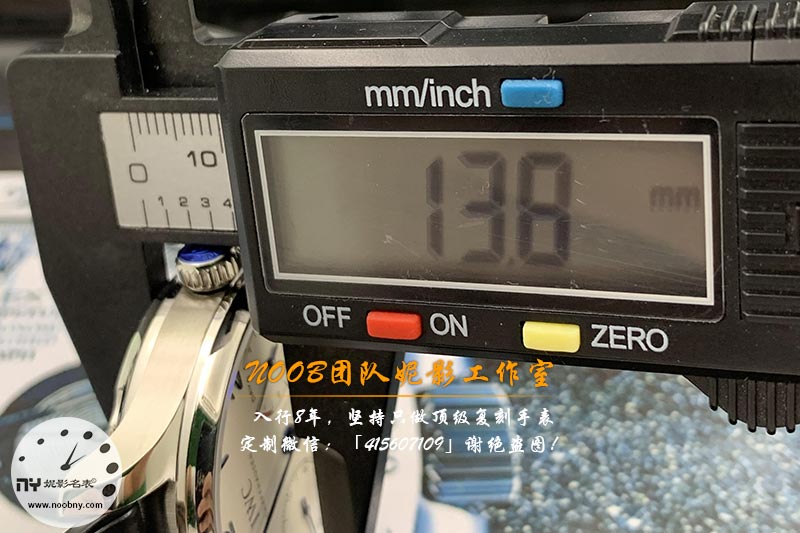 mm/inch
0 10
1 2 3 4
13.8 mm
OFF ON ZERO
NOOB团队妮影工作室
入行8年，坚持只做顶级复刻手表
定制微信：「415607109」谢绝盗图！
NY 妮影名表®
www.noobny.com
IWC